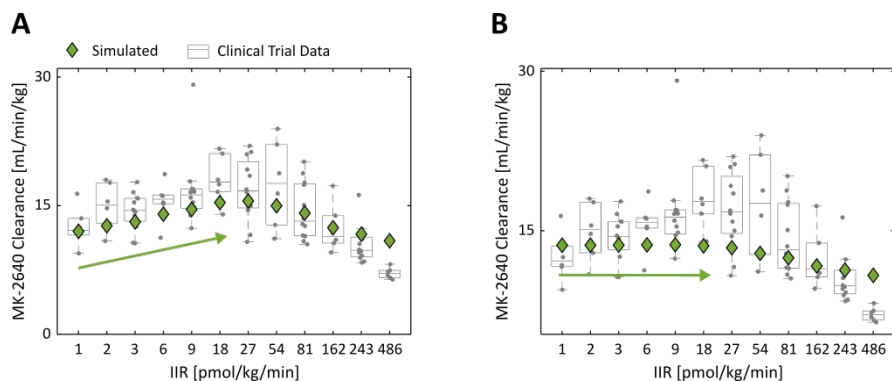 A
B
Simulated
Clinical Trial Data
MK-2640 Clearance [mL/min/kg]
30
15
0
1 2 3 6 9 18 27 54 81 162 243 486
IIR [pmol/kg/min]
MK-2640 Clearance [mL/min/kg]
30
15
1 2 3 6 9 18 27 54 81 162 243 486
IIR [pmol/kg/min]